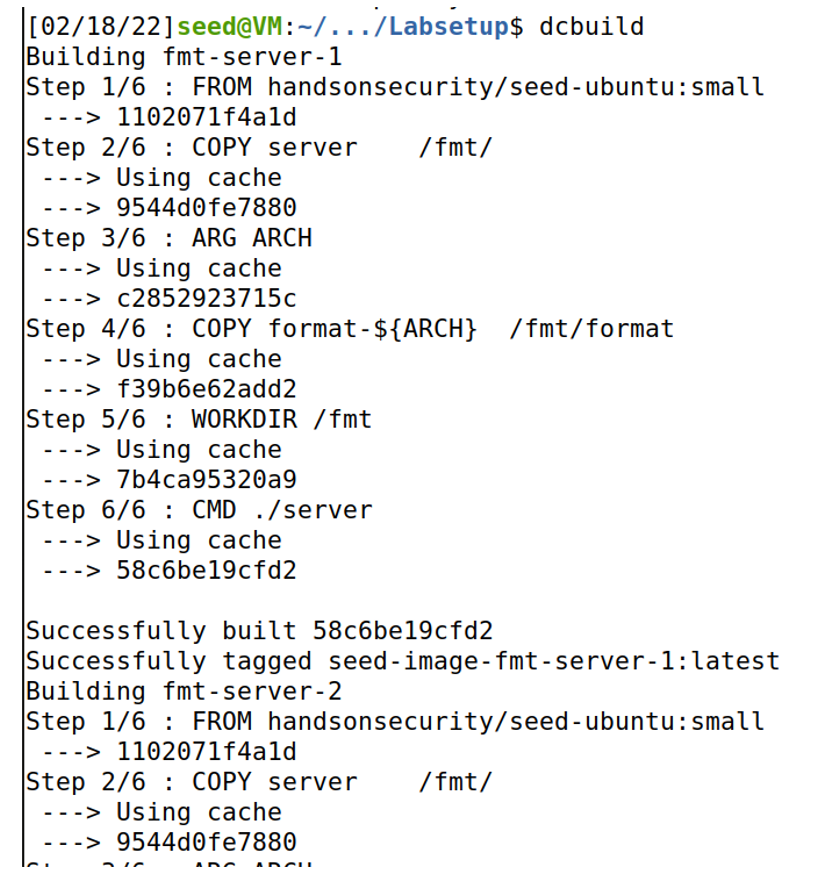 [02/18/22]seed@VM:~/.../Labsetup$ dcbuild
Building fmt-server-1
Step 1/6 : FROM handsonsecurity/seed-ubuntu:small
 ---> 1102071f4a1d
Step 2/6 : COPY server    /fmt/
 ---> Using cache
 ---> 9544d0fe7880
Step 3/6 : ARG ARCH
 ---> Using cache
 ---> c2852923715c
Step 4/6 : COPY format-${ARCH}  /fmt/format
 ---> Using cache
 ---> f39b6e62add2
Step 5/6 : WORKDIR /fmt
 ---> Using cache
 ---> 7b4ca95320a9
Step 6/6 : CMD ./server
 ---> Using cache
 ---> 58c6be19cfd2

Successfully built 58c6be19cfd2
Successfully tagged seed-image-fmt-server-1:latest
Building fmt-server-2
Step 1/6 : FROM handsonsecurity/seed-ubuntu:small
 ---> 1102071f4a1d
Step 2/6 : COPY server    /fmt/
 ---> Using cache
 ---> 9544d0fe7880
Step 3/6 : ARG ARCH